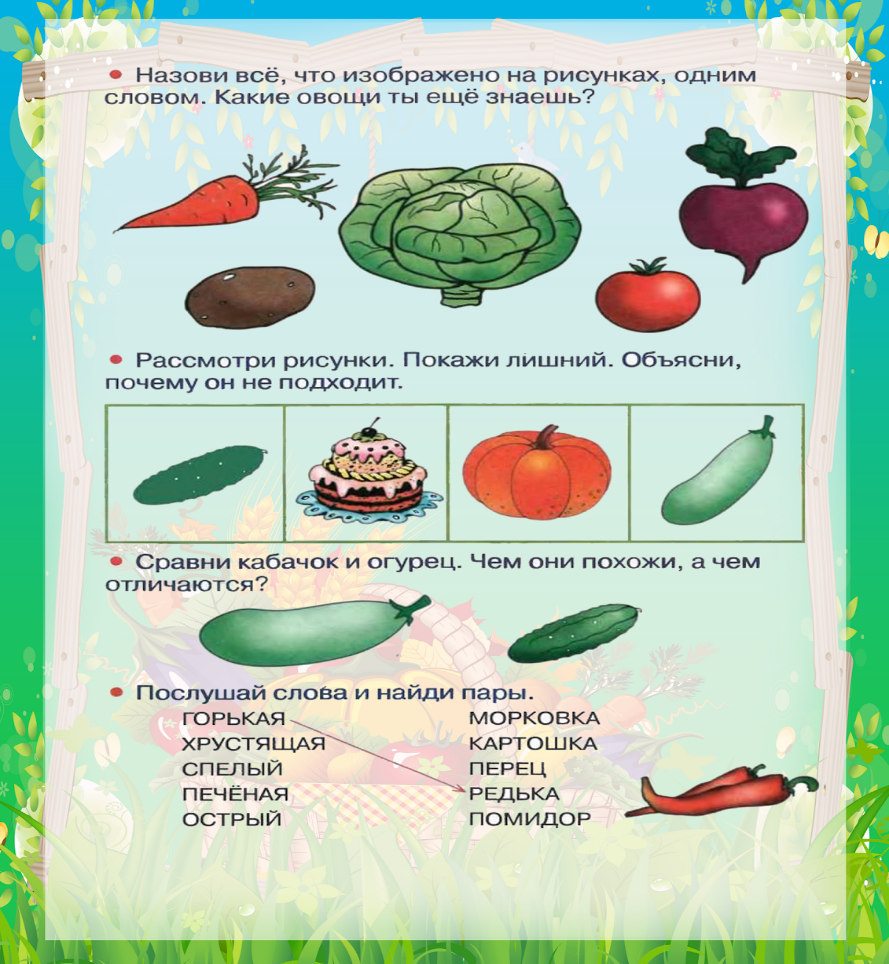 • Назови всё, что изображено на рисунках, одним
словом. Какие овощи ты ещё знаешь?
• Рассмотри рисунки. Покажи лишний. Объясни,
почему он не подходит.
• Сравни кабачок и огурец. Чем они похожи, а чем
отличаются?
• Послушай слова и найди пары.
ГОРЬКАЯ МОРКОВКА
ХРУСТЯЩАЯ КАРТОШКА
СПЕЛЫЙ ПЕРЕЦ
ПЕЧЁНАЯ РЕДЬКА
ОСТРЫЙ ПОМИДОР